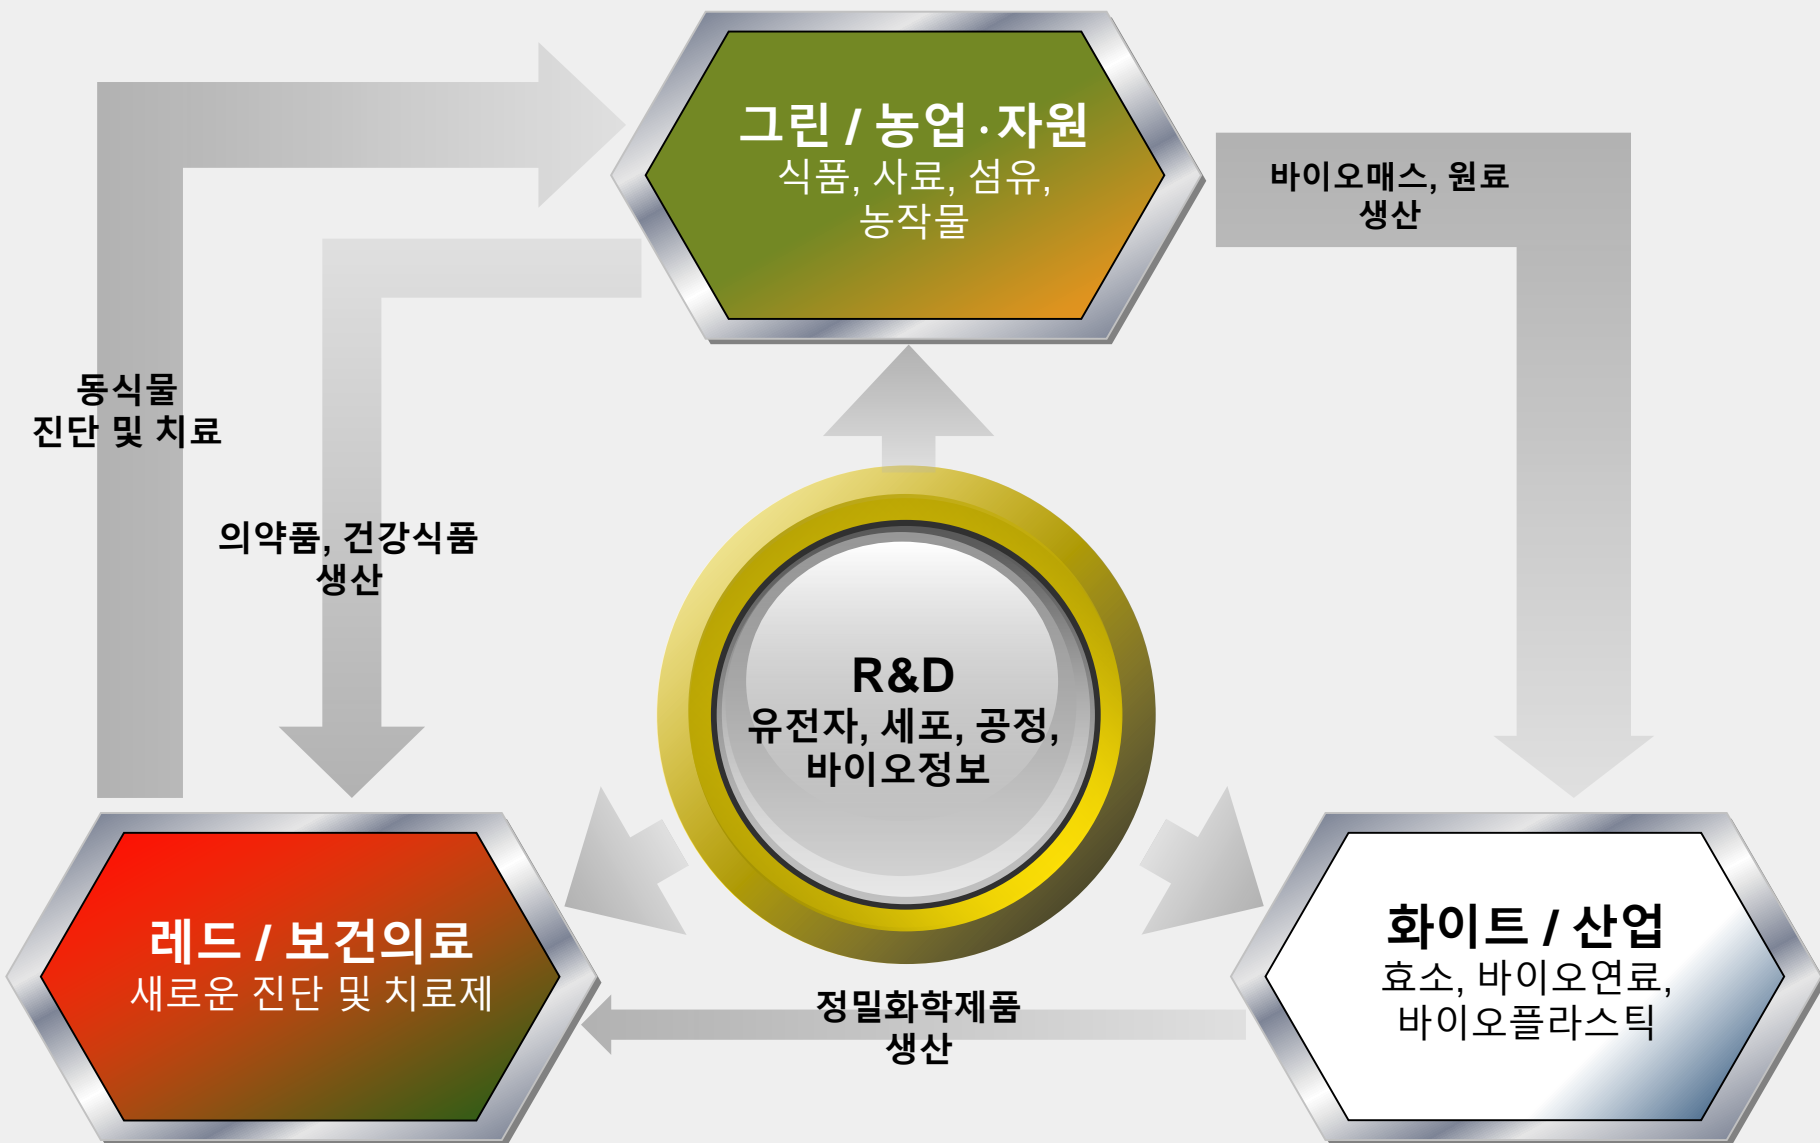 그린 / 농업·자원
식품, 사료, 섬유,
농작물
바이오매스, 원료
생산
동식물
진단 및 치료
의약품, 건강식품
생산
R&D
유전자, 세포, 공정,
바이오정보
레드 / 보건의료
새로운 진단 및 치료제
화이트 / 산업
효소, 바이오연료,
바이오플라스틱
정밀화학제품
생산